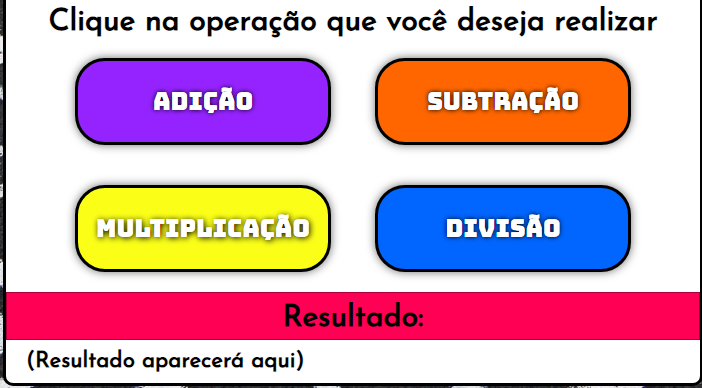 Clique na operação que você deseja realizar
ADIÇÃO
SUBTRAÇÃO
MULTIPLICAÇÃO
DIVISÃO
Resultado:
(Resultado aparecerá aqui)